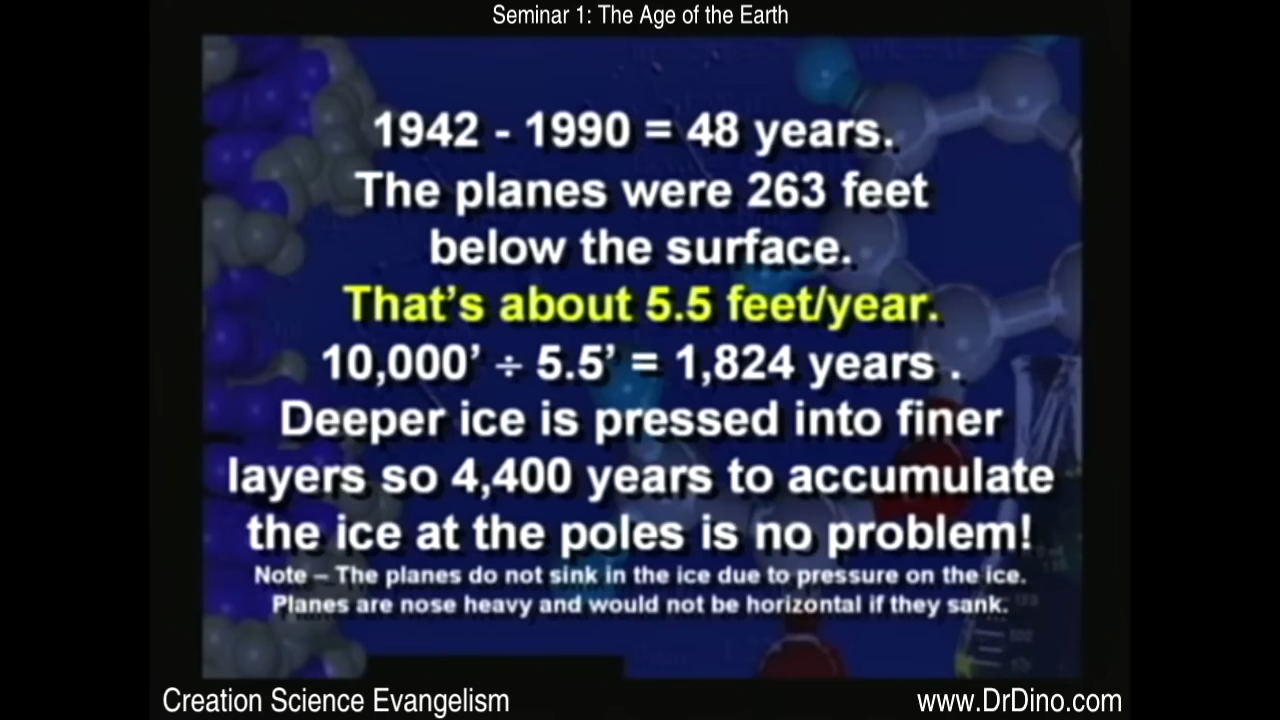 Seminar 1: The Age of the Earth
1942 - 1990 = 48 years.
The planes were 263 feet
below the surface.
That's about 5.5 feet/year.
10,000’ ÷ 5.5’ = 1,824 years .
Deeper ice is pressed into finer
layers so 4,400 years to accumulate
the ice at the poles is no problem!
Note – The planes do not sink in the ice due to pressure on the ice.
Planes are nose heavy and would not be horizontal if they sank.
Creation Science Evangelism
www.DrDino.com